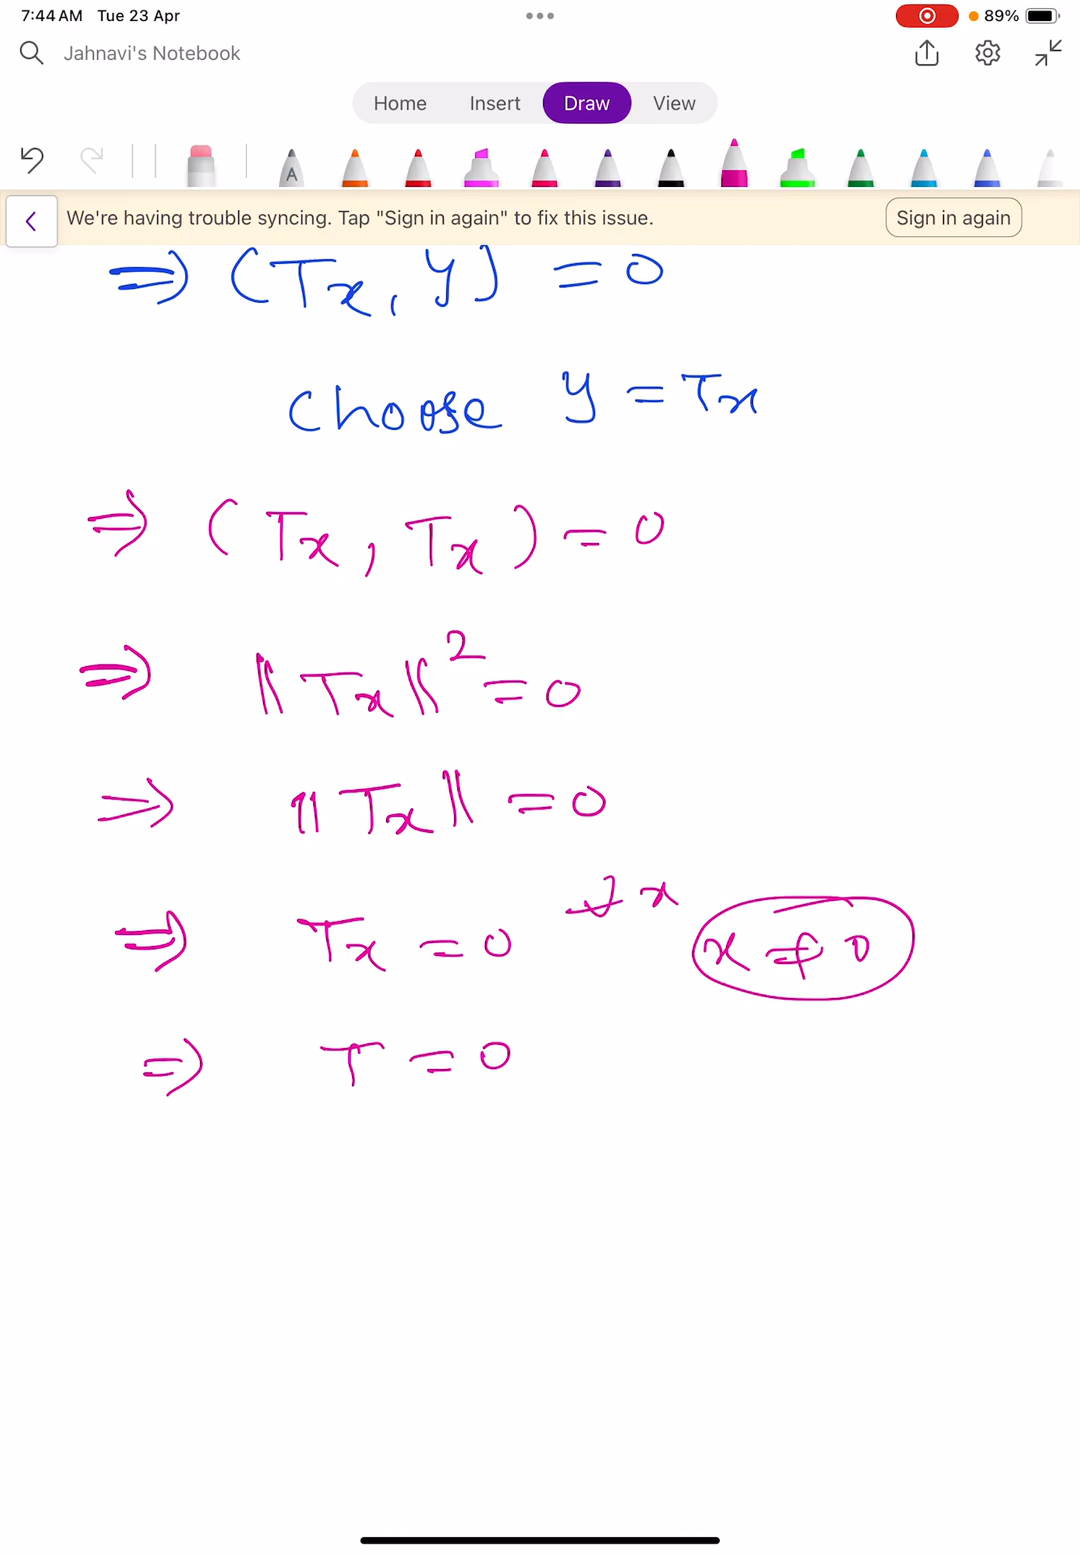 7:44 AM Tue 23 Apr
89%
Jahnavi's Notebook
Home Insert Draw View
A
We're having trouble syncing. Tap "Sign in again" to fix this issue.
Sign in again
⇒ (Tx, y) = 0
choose y = Tx
⇒ (Tx, Tx) = 0
⇒ ‖Tx‖² = 0
⇒ ‖Tx‖ = 0
⇒ Tx = 0 ∀ x x ≠ 0
⇒ T = 0